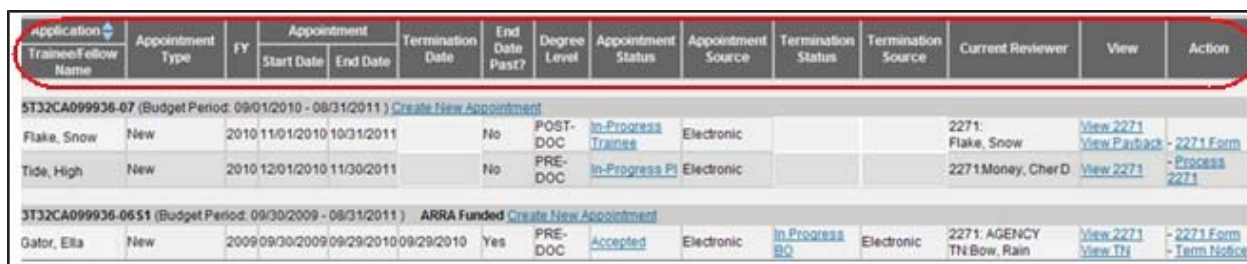 Application Trainee/Fellow Name Appointment Type FY Appointment Start Date End Date Termination Date End Date Past? Degree Level Appointment Status Appointment Source Termination Status Termination Source Current Reviewer View Action
5T32CA099936-07 (Budget Period: 09/01/2010 - 08/31/2011 ) Create New Appointment
Flake, Snow New 2010 11/01/2010 10/31/2011 No POST-DOC In-Progress Trainee Electronic 2271: Flake, Snow View 2271 View Payback - 2271 Form
Tide, High New 2010 12/01/2010 11/30/2011 No PRE-DOC In-Progress PI Electronic 2271:Money, Cher D View 2271 - Process 2271
3T32CA099936-06S1 (Budget Period: 09/30/2009 - 08/31/2011 ) ARRA Funded Create New Appointment
Gator, Ella New 2009 09/30/2009 09/29/2010 09/29/2010 Yes PRE-DOC Accepted Electronic In Progress BO Electronic 2271: AGENCY TN:Bow, Rain View 2271 View TN - 2271 Form - Term Notice